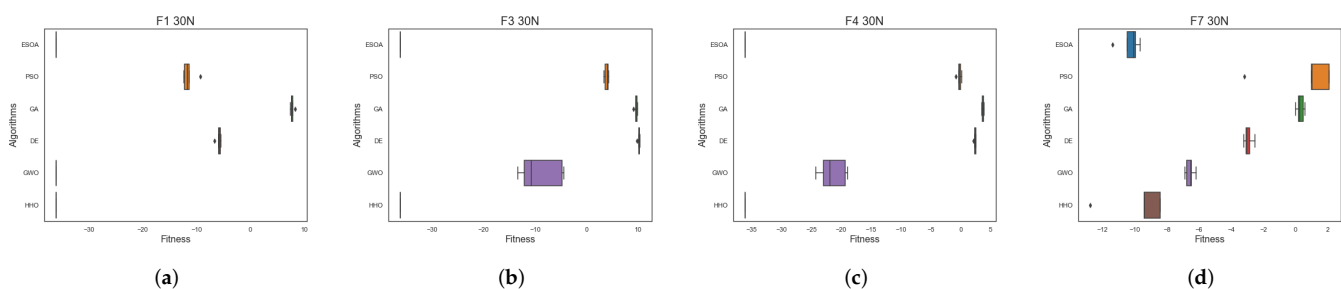 F1 30N
Algorithms
ESOA
PSO
GA
DE
GWO
HHO
−30 −20 −10 0 10
Fitness
(a)
F3 30N
Algorithms
ESOA
PSO
GA
DE
GWO
HHO
−30 −20 −10 0 10
Fitness
(b)
F4 30N
Algorithms
ESOA
PSO
GA
DE
GWO
HHO
−35 −30 −25 −20 −15 −10 −5 0 5
Fitness
(c)
F7 30N
Algorithms
ESOA
PSO
GA
DE
GWO
HHO
−12 −10 −8 −6 −4 −2 0 2
Fitness
(d)